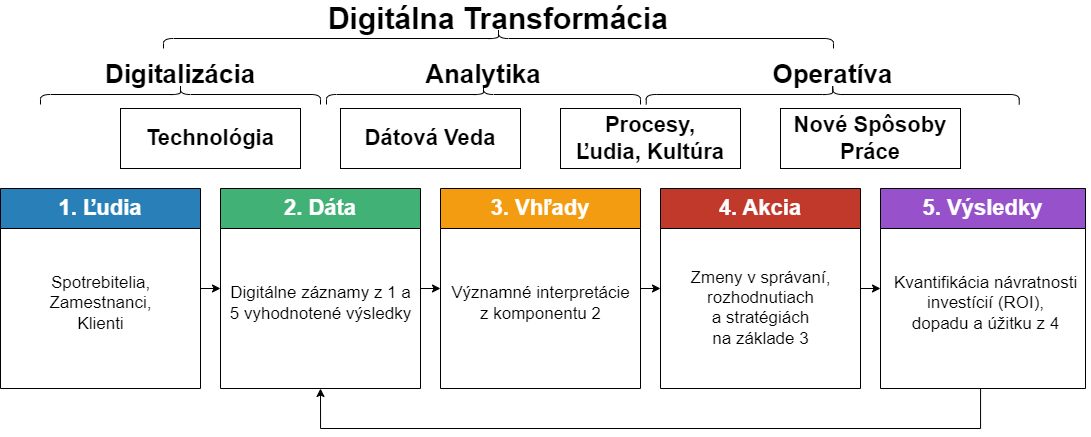 Digitálna Transformácia
Digitalizácia
Analytika
Operatíva
Technológia
Dátová Veda
Procesy,
Ľudia, Kultúra
Nové Spôsoby
Práce
1. Ľudia
2. Dáta
3. Vhľady
4. Akcia
5. Výsledky
Spotrebitelia,
Zamestnanci,
Klienti
Digitálne záznamy z 1 a
5 vyhodnotené výsledky
Významné interpretácie
z komponentu 2
Zmeny v správaní,
rozhodnutiach
a stratégiách
na základe 3
Kvantifikácia návratnosti
investícií (ROI),
dopadu a úžitku z 4